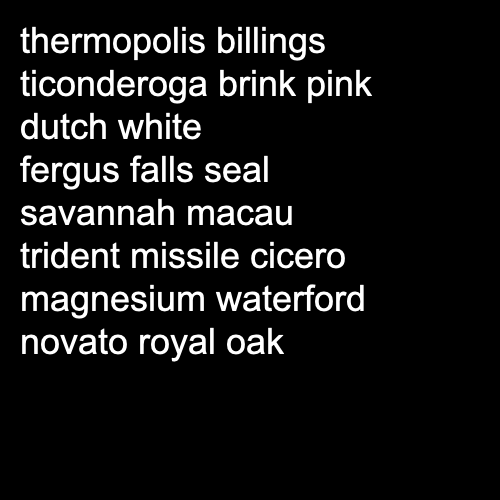 thermopolis billings
ticonderoga brink pink
dutch white
fergus falls seal
savannah macau
trident missile cicero
magnesium waterford
novato royal oak